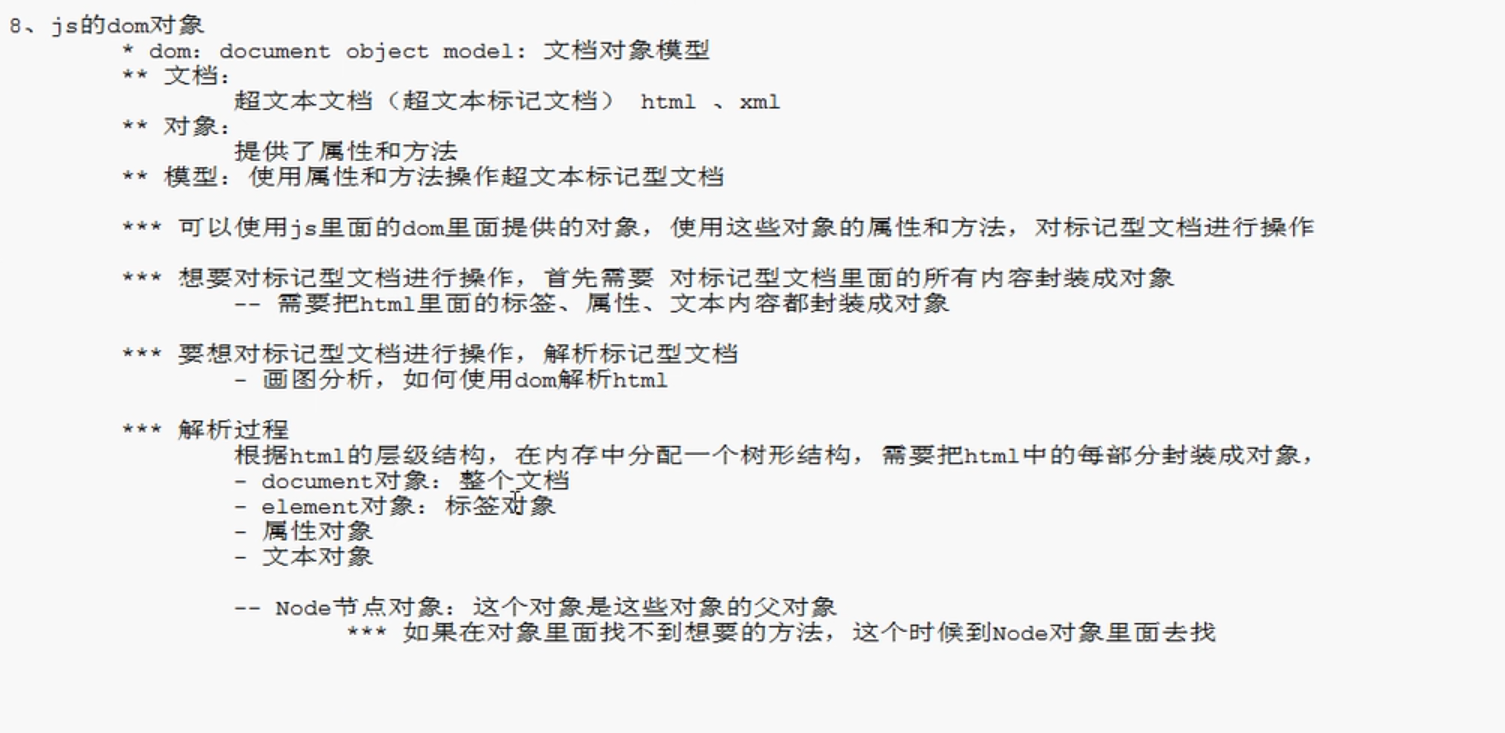 8、js的dom对象
* dom: document object model: 文档对象模型
** 文档:
超文本文档（超文本标记文档） html 、xml
** 对象:
提供了属性和方法
** 模型: 使用属性和方法操作超文本标记型文档
*** 可以使用js里面的dom里面提供的对象，使用这些对象的属性和方法，对标记型文档进行操作
*** 想要对标记型文档进行操作，首先需要 对标记型文档里面的所有内容封装成对象
-- 需要把html里面的标签、属性、文本内容都封装成对象
*** 要想对标记型文档进行操作，解析标记型文档
- 画图分析，如何使用dom解析html
*** 解析过程
根据html的层级结构，在内存中分配一个树形结构，需要把html中的每部分封装成对象，
- document对象: 整个文档
- element对象: 标签对象
- 属性对象
- 文本对象
-- Node节点对象: 这个对象是这些对象的父对象
*** 如果在对象里面找不到想要的方法，这个时候到Node对象里面去找